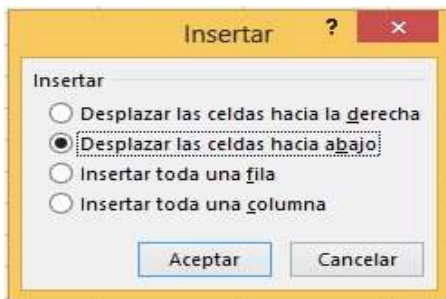 Insertar ? ×
Insertar
Desplazar las celdas hacia la derecha
Desplazar las celdas hacia abajo
Insertar toda una fila
Insertar toda una columna
Aceptar Cancelar